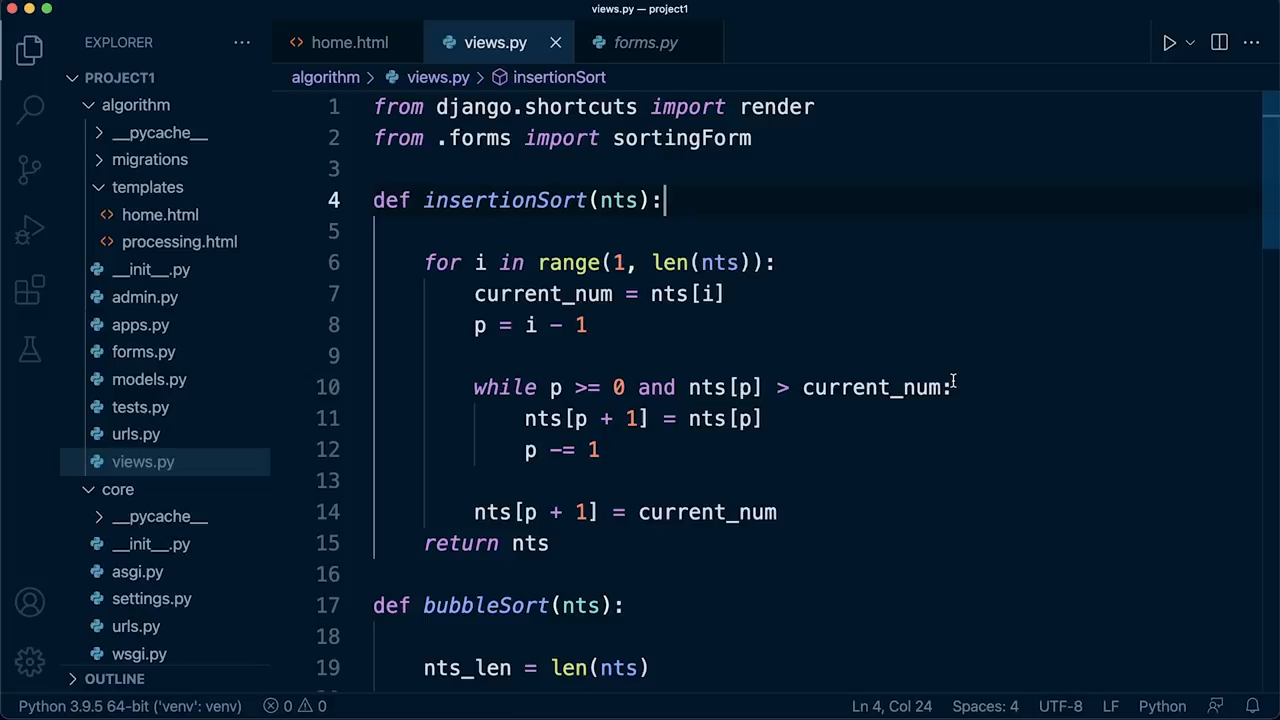 views.py — project1
EXPLORER ···
home.html
views.py
forms.py
PROJECT1
algorithm > views.py > insertionSort
algorithm
__pycache__
migrations
templates
home.html
processing.html
__init__.py
admin.py
apps.py
forms.py
models.py
tests.py
urls.py
views.py
core
__pycache__
__init__.py
asgi.py
settings.py
urls.py
wsgi.py
OUTLINE
1 from django.shortcuts import render
2 from .forms import sortingForm
3
4 def insertionSort(nts):
5
6 for i in range(1, len(nts)):
7 current_num = nts[i]
8 p = i - 1
9
10 while p >= 0 and nts[p] > current_num:
11 nts[p + 1] = nts[p]
12 p -= 1
13
14 nts[p + 1] = current_num
15 return nts
16
17 def bubbleSort(nts):
18
19 nts_len = len(nts)
Python 3.9.5 64-bit ('venv': venv) 0 0 Ln 4, Col 24 Spaces: 4 UTF-8 LF Python